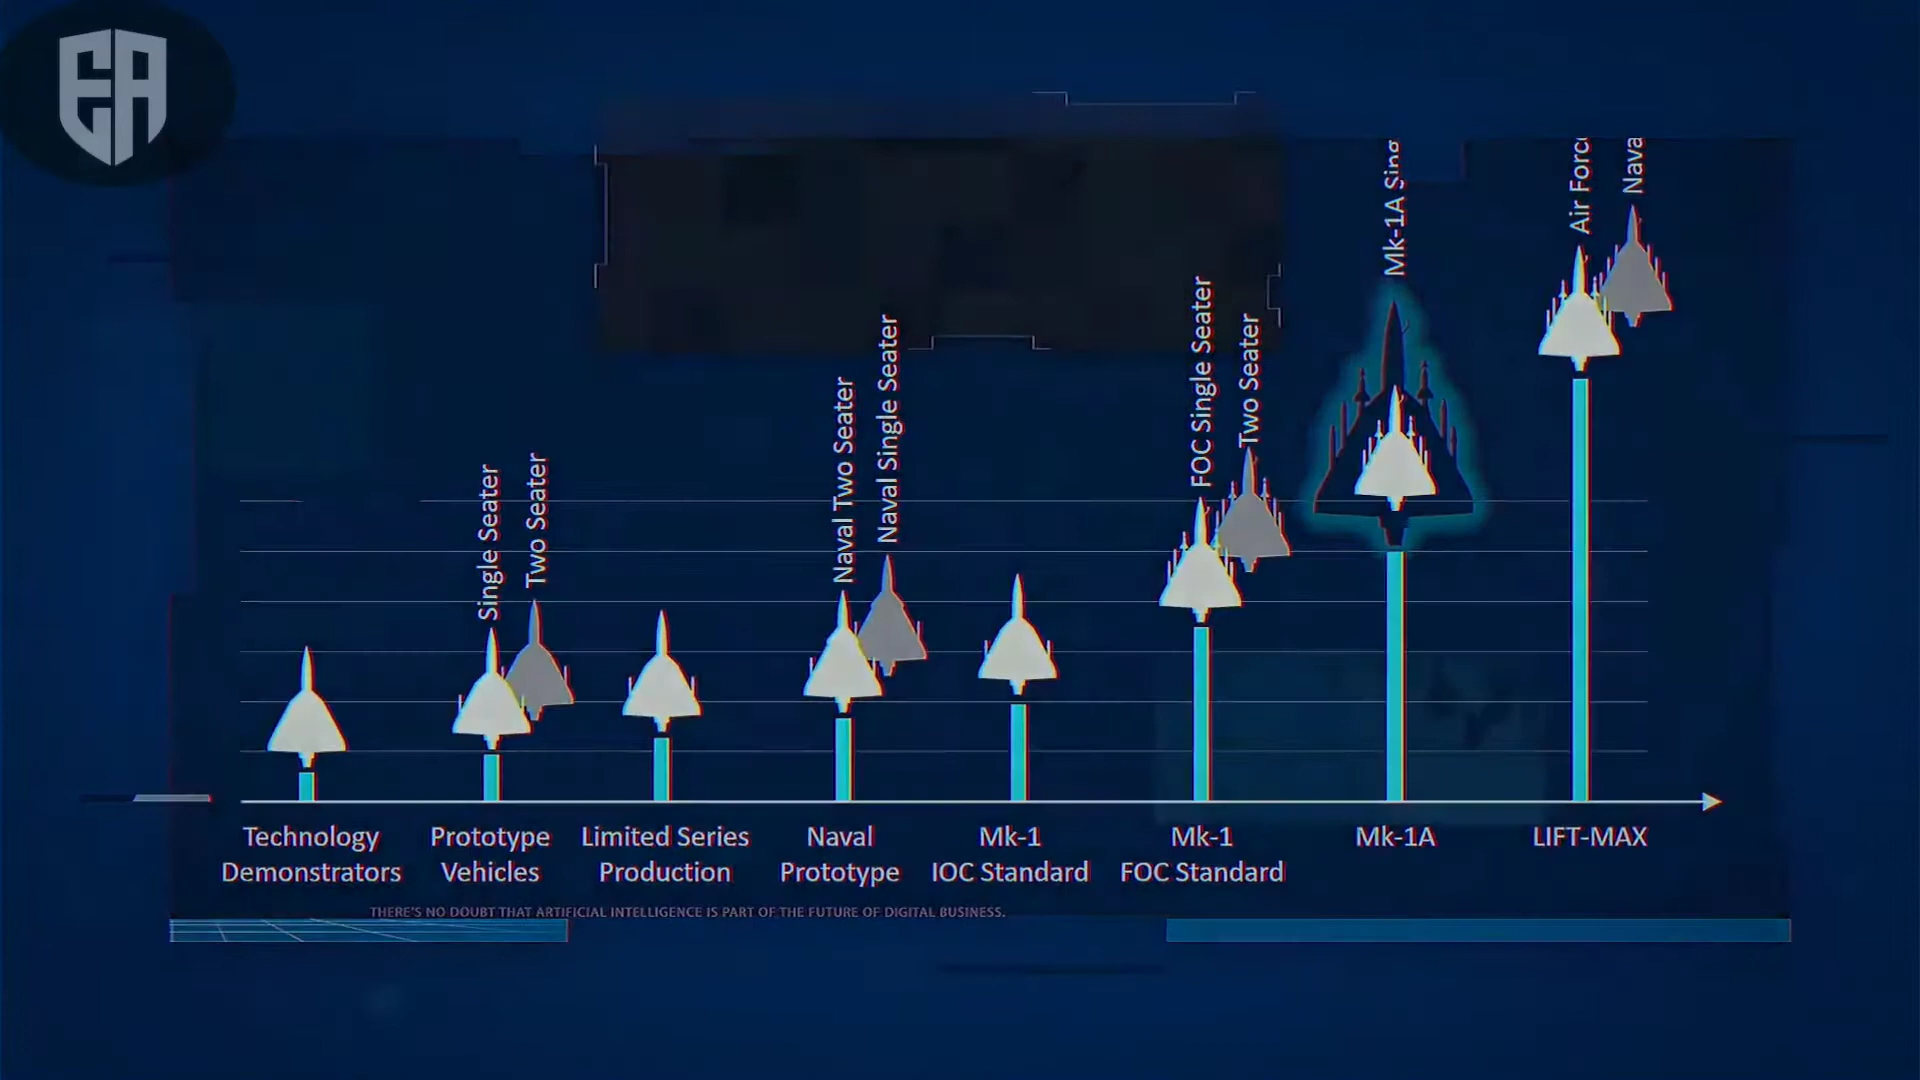 EA
Single Seater
Two Seater
Naval Two Seater
Naval Single Seater
FOC Single Seater
Two Seater
Mk-1A
Air
Technology
Demonstrators
Prototype
Vehicles
Limited Series
Production
Naval
Prototype
Mk-1
IOC Standard
Mk-1
FOC Standard
Mk-1A
LIFT-MAX
THERE'S NO DOUBT THAT ARTIFICIAL INTELLIGENCE IS PART OF THE FUTURE OF DIGITAL BUSINESS.